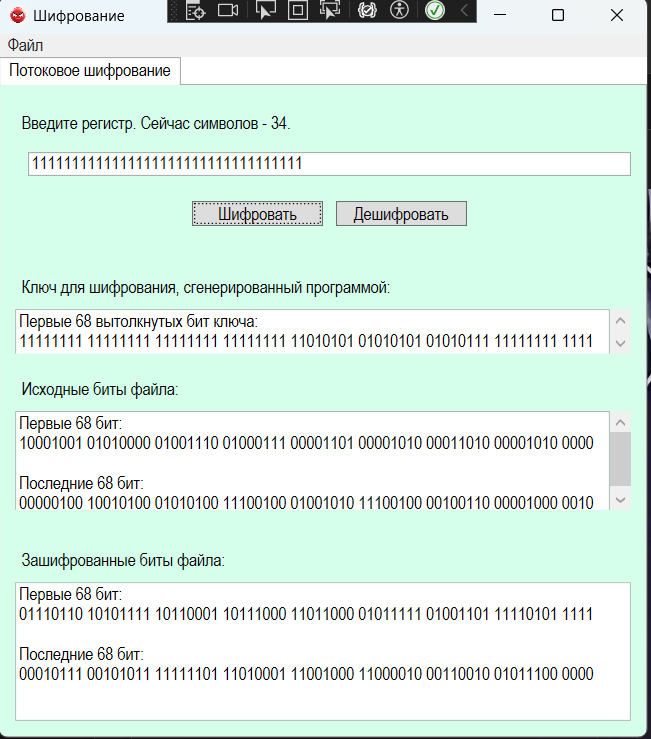 Шифрование
Файл
Потоковое шифрование
Введите регистр. Сейчас символов - 34.
1111111111111111111111111111111111
Шифровать
Дешифровать
Ключ для шифрования, сгенерированный программой:
Первые 68 вытолкнутых бит ключа:
11111111 11111111 11111111 11111111 11010101 01010101 01010111 11111111 1111
Исходные биты файла:
Первые 68 бит:
10001001 01010000 01001110 01000111 00001101 00001010 00011010 00001010 0000
Последние 68 бит:
00000100 10010100 01010100 11100100 01001010 11100100 00100110 00001000 0010
Зашифрованные биты файла:
Первые 68 бит:
01110110 10101111 10110001 10111000 11011000 01011111 01001101 11110101 1111
Последние 68 бит:
00010111 00101011 11111101 11010001 11001000 11000010 00110010 01011100 0000